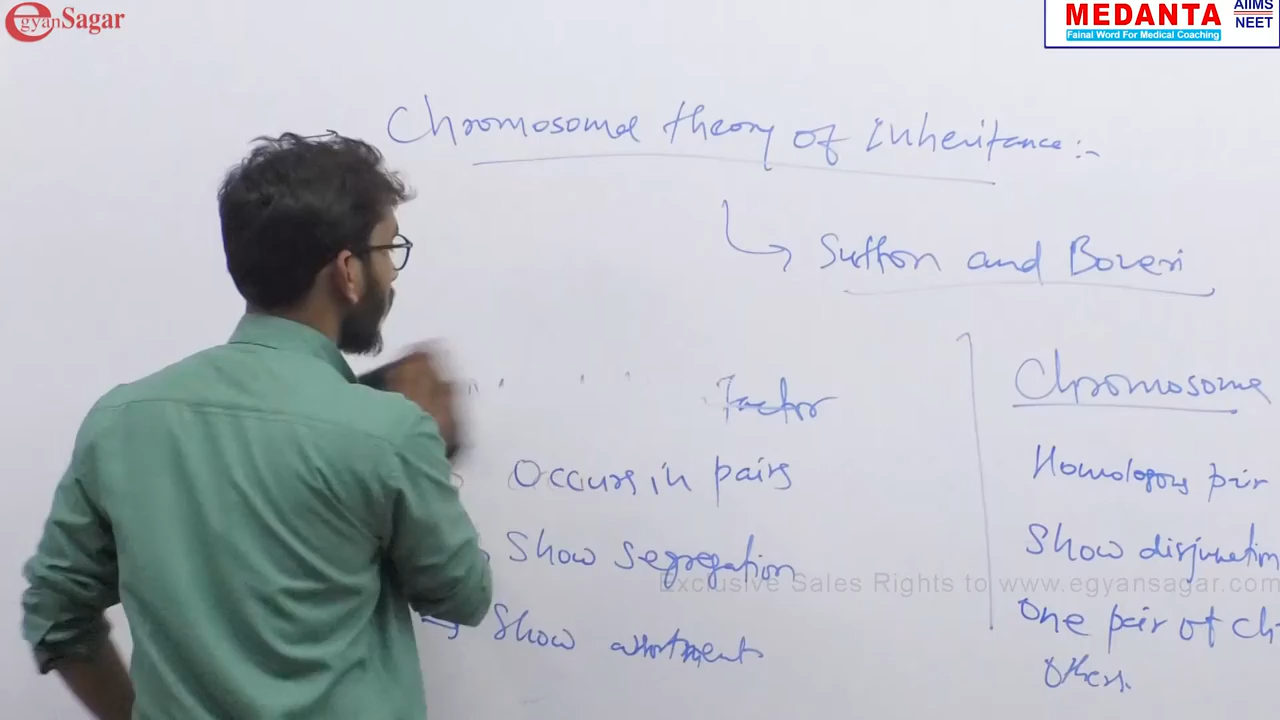 egyanSagar
MEDANTA
Fainal Word For Medical Coaching
AIIMS
NEET
Chromosome theory of Inheritance :-
Sutton and Boveri
Factor
Chromosome
Occurs in pairs
Homologous pair
Show segregation
Show disjunction
Exclusive Sales Rights to www.egyansagar.com
Show assortment
One pair of
others.